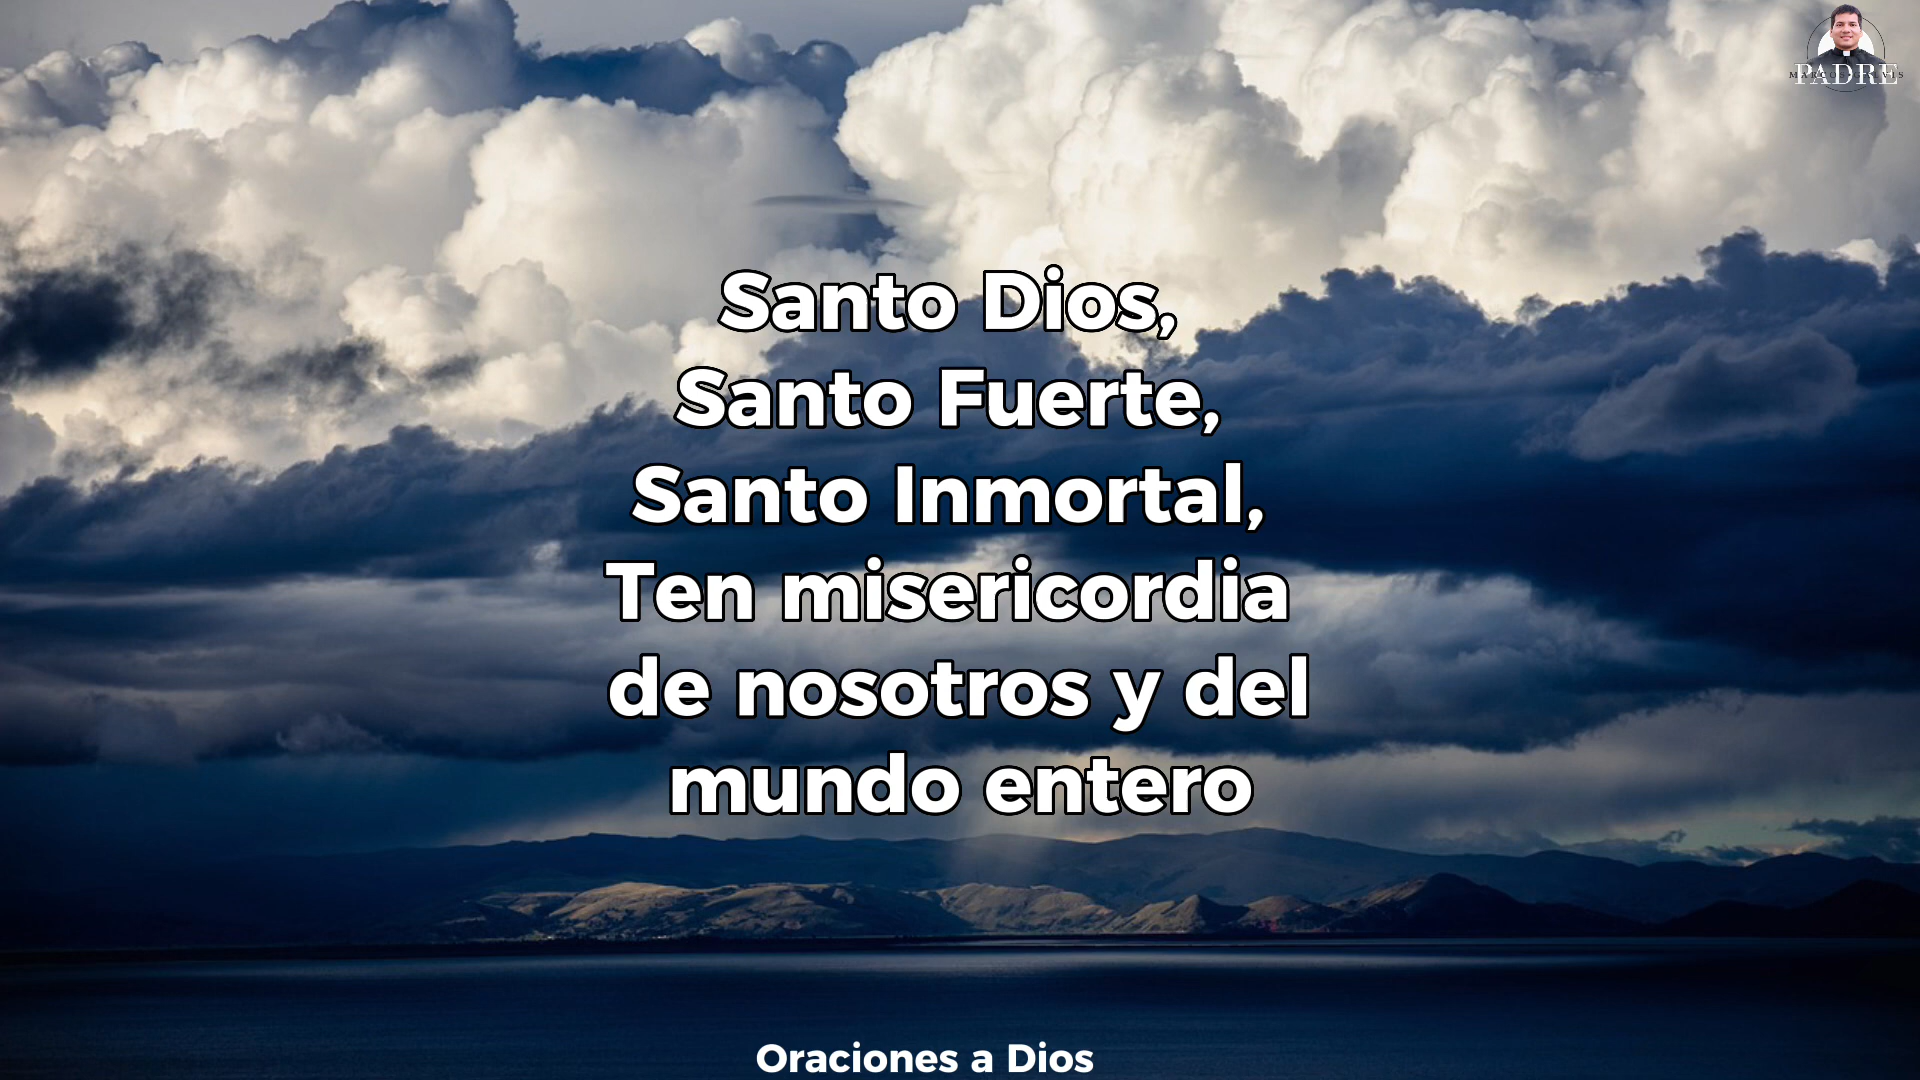 PADRE
Santo Dios,
Santo Fuerte,
Santo Inmortal,
Ten misericordia
de nosotros y del
mundo entero
Oraciones a Dios